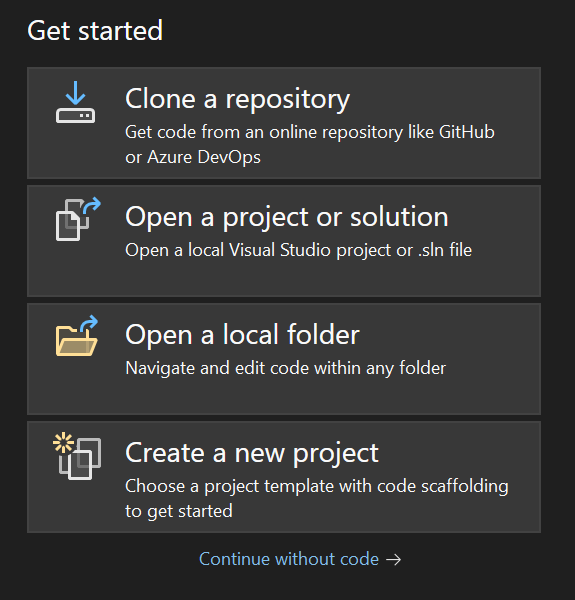 Get started
Clone a repository
Get code from an online repository like GitHub
or Azure DevOps
Open a project or solution
Open a local Visual Studio project or .sln file
Open a local folder
Navigate and edit code within any folder
Create a new project
Choose a project template with code scaffolding
to get started
Continue without code →